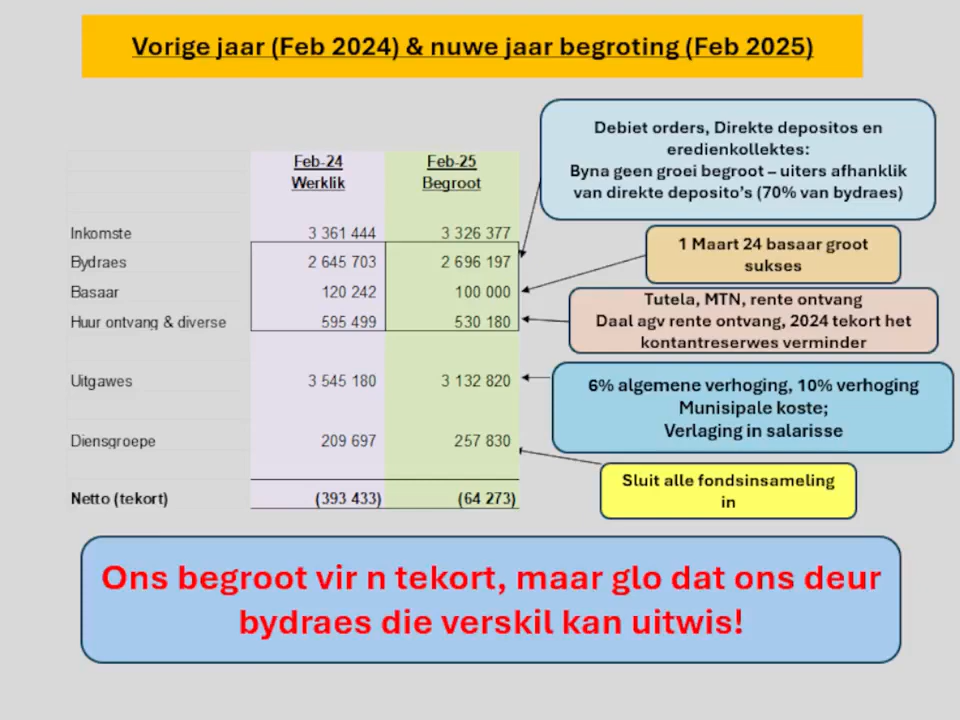 Vorige jaar (Feb 2024) & nuwe jaar begroting (Feb 2025)
Feb-24 Feb-25
Werklik Begroot
Inkomste 3 361 444 3 326 377
Bydraes 2 645 703 2 696 197
Basaar 120 242 100 000
Huur ontvang & diverse 595 499 530 180
Uitgawes 3 545 180 3 132 820
Diensgroepe 209 697 257 830
Netto (tekort) (393 433) (64 273)
Debiet orders, Direkte depositos en
eredienkollektes:
Byna geen groei begroot – uiters afhanklik
van direkte deposito's (70% van bydraes)
1 Maart 24 basaar groot
sukses
Tutela, MTN, rente ontvang
Daal agv rente ontvang, 2024 tekort het
kontantreserwes verminder
6% algemene verhoging, 10% verhoging
Munisipale koste;
Verlaging in salarisse
Sluit alle fondsinsameling
in
Ons begroot vir n tekort, maar glo dat ons deur
bydraes die verskil kan uitwis!